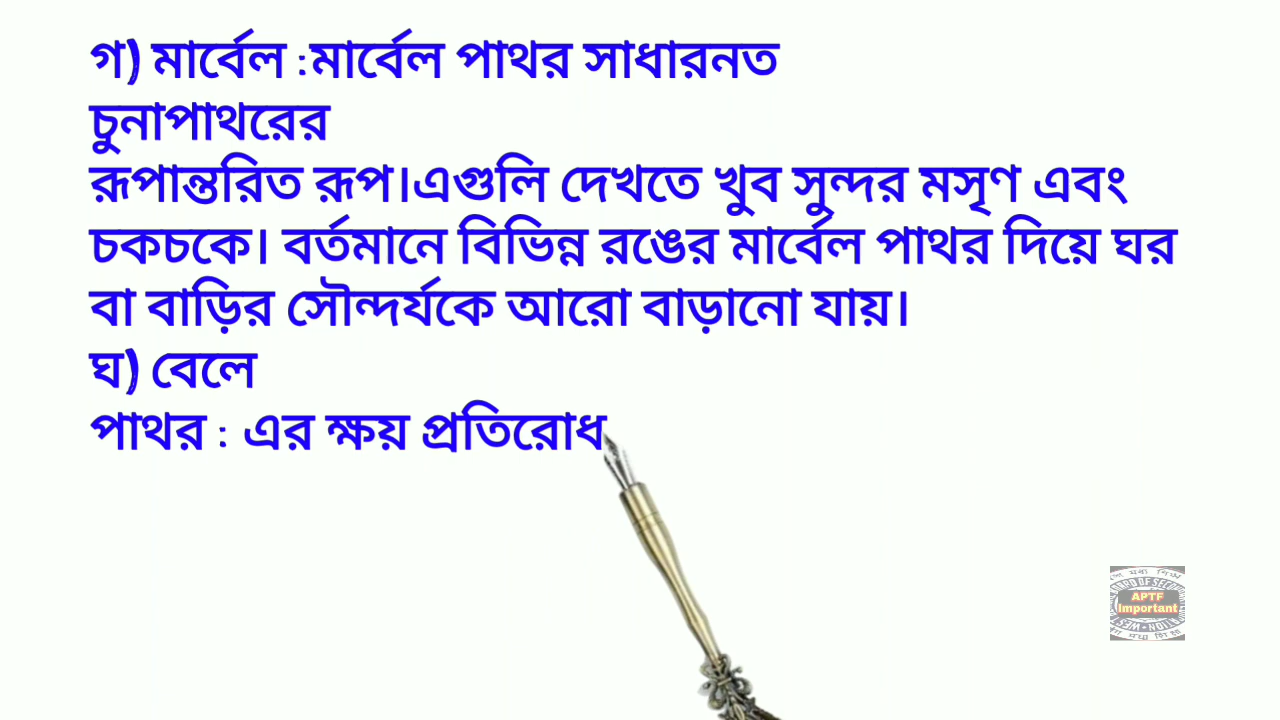 গ) মার্বেল :মার্বেল পাথর সাধারনত
চুনাপাথরের
রূপান্তরিত রূপ।এগুলি দেখতে খুব সুন্দর মসৃণ এবং
চকচকে। বর্তমানে বিভিন্ন রঙের মার্বেল পাথর দিয়ে ঘর
বা বাড়ির সৌন্দর্যকে আরো বাড়ানো যায়।
ঘ) বেলে
পাথর : এর ক্ষয় প্রতিরোধ
APTF
Important